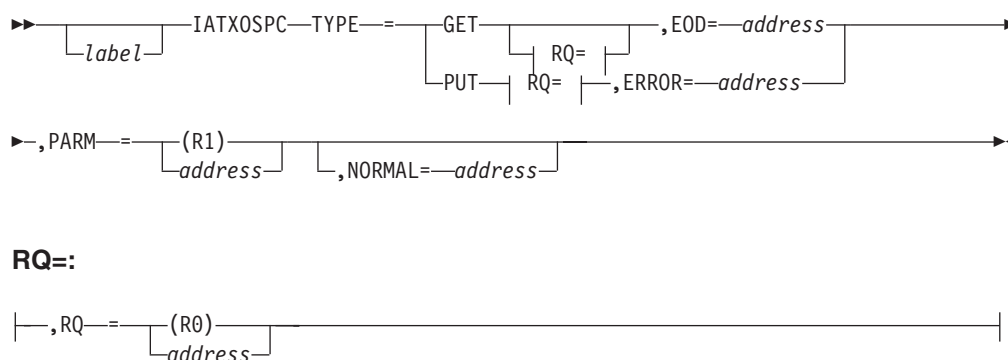 IATXOSPC TYPE = GET ,EOD= address
label RQ=
PUT RQ= ,ERROR= address
,PARM = (R1)
address ,NORMAL= address
RQ=:
,RQ = (R0)
address